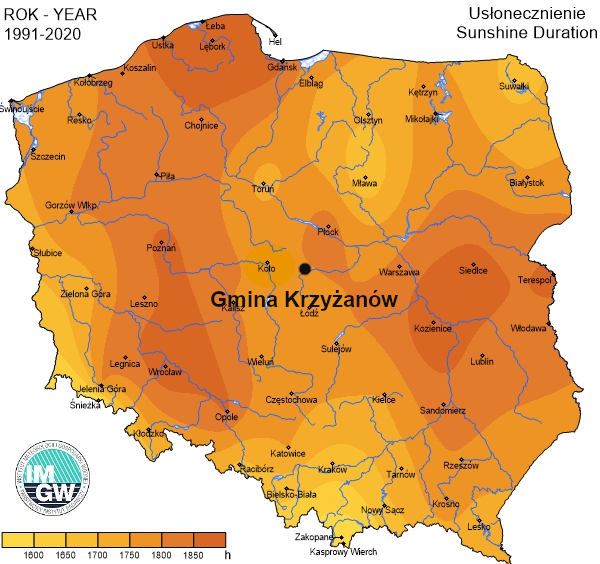 ROK - YEAR
1991-2020
Usłonecznienie
Sunshine Duration
Łeba
Ustka
Lębork
Hel
Koszalin
Gdańsk
Kołobrzeg
Elbląg
Suwałki
Kętrzyn
Świnoujście
Resko
Chojnice
Olsztyn
Mikołajki
Szczecin
Piła
Toruń
Mława
Białystok
Gorzów Wlkp.
Płock
Słubice
Poznań
Koło
Warszawa
Siedlce
Terespol
Zielona Góra
Leszno
Gmina Krzyżanów
Kalisz
Łódź
Kozienice
Włodawa
Sulejów
Legnica
Wrocław
Wieluń
Lublin
Jelenia Góra
Śnieżka
Częstochowa
Kielce
Opole
Sandomierz
Kłodzko
Katowice
Racibórz
Kraków
Tarnów
Rzeszów
Bielsko-Biała
Nowy Sącz
Krosno
Lesko
Zakopane
Kasprowy Wierch
IM
GW
1600 1650 1700 1750 1800 1850 h